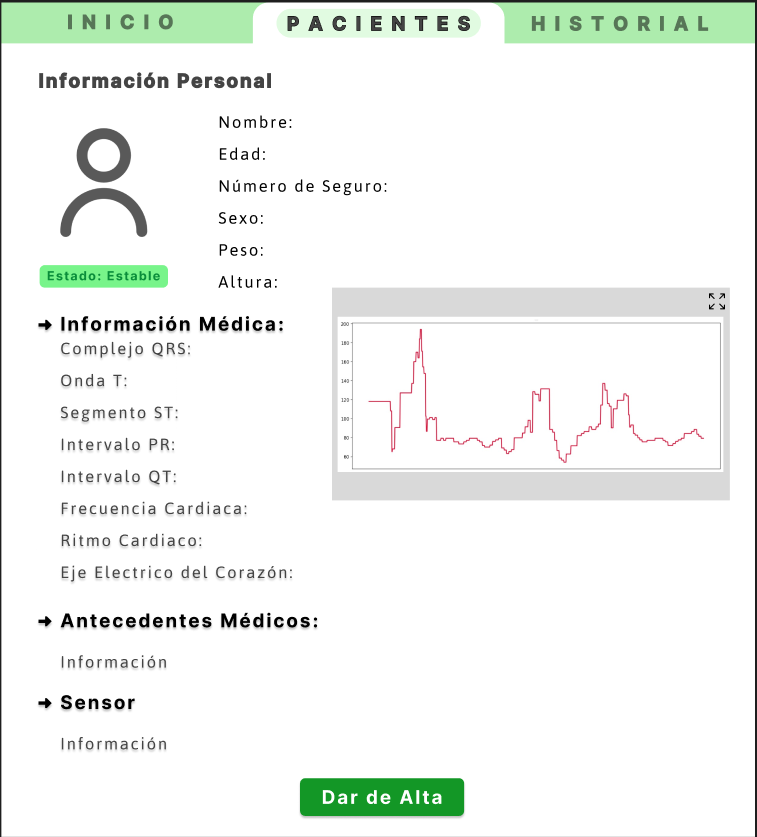 INICIO
PACIENTES
HISTORIAL
Información Personal
Nombre:
Edad:
Número de Seguro:
Sexo:
Peso:
Altura:
Estado: Estable
Información Médica:
Complejo QRS:
Onda T:
Segmento ST:
Intervalo PR:
Intervalo QT:
Frecuencia Cardiaca:
Ritmo Cardiaco:
Eje Electrico del Corazón:
200
180
160
140
120
100
80
60
Antecedentes Médicos:
Información
Sensor
Información
Dar de Alta